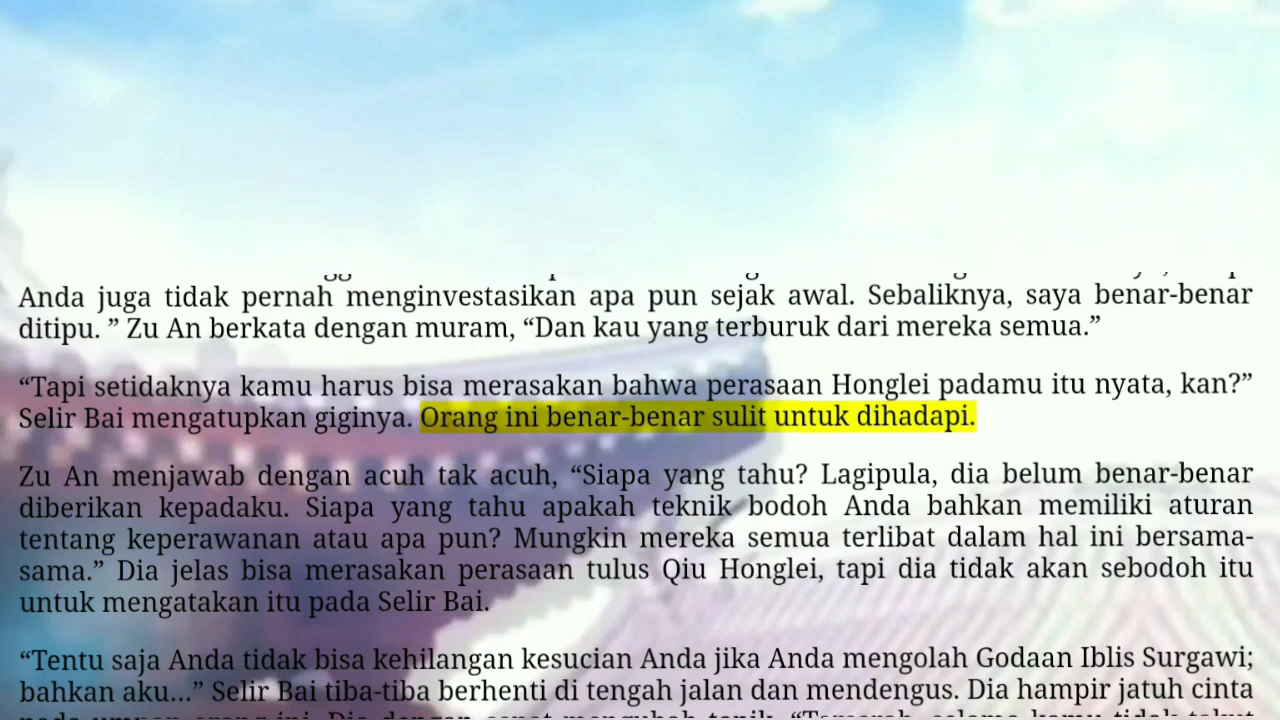 Anda juga tidak pernah menginvestasikan apa pun sejak awal. Sebaliknya, saya benar-benar
ditipu. ” Zu An berkata dengan muram, “Dan kau yang terburuk dari mereka semua.”
“Tapi setidaknya kamu harus bisa merasakan bahwa perasaan Honglei padamu itu nyata, kan?”
Selir Bai mengatupkan giginya. Orang ini benar-benar sulit untuk dihadapi.
Zu An menjawab dengan acuh tak acuh, “Siapa yang tahu? Lagipula, dia belum benar-benar
diberikan kepadaku. Siapa yang tahu apakah teknik bodoh Anda bahkan memiliki aturan
tentang keperawanan atau apa pun? Mungkin mereka semua terlibat dalam hal ini bersama-
sama.” Dia jelas bisa merasakan perasaan tulus Qiu Honglei, tapi dia tidak akan sebodoh itu
untuk mengatakan itu pada Selir Bai.
“Tentu saja Anda tidak bisa kehilangan kesucian Anda jika Anda mengolah Godaan Iblis Surgawi;
bahkan aku...” Selir Bai tiba-tiba berhenti di tengah jalan dan mendengus. Dia hampir jatuh cinta